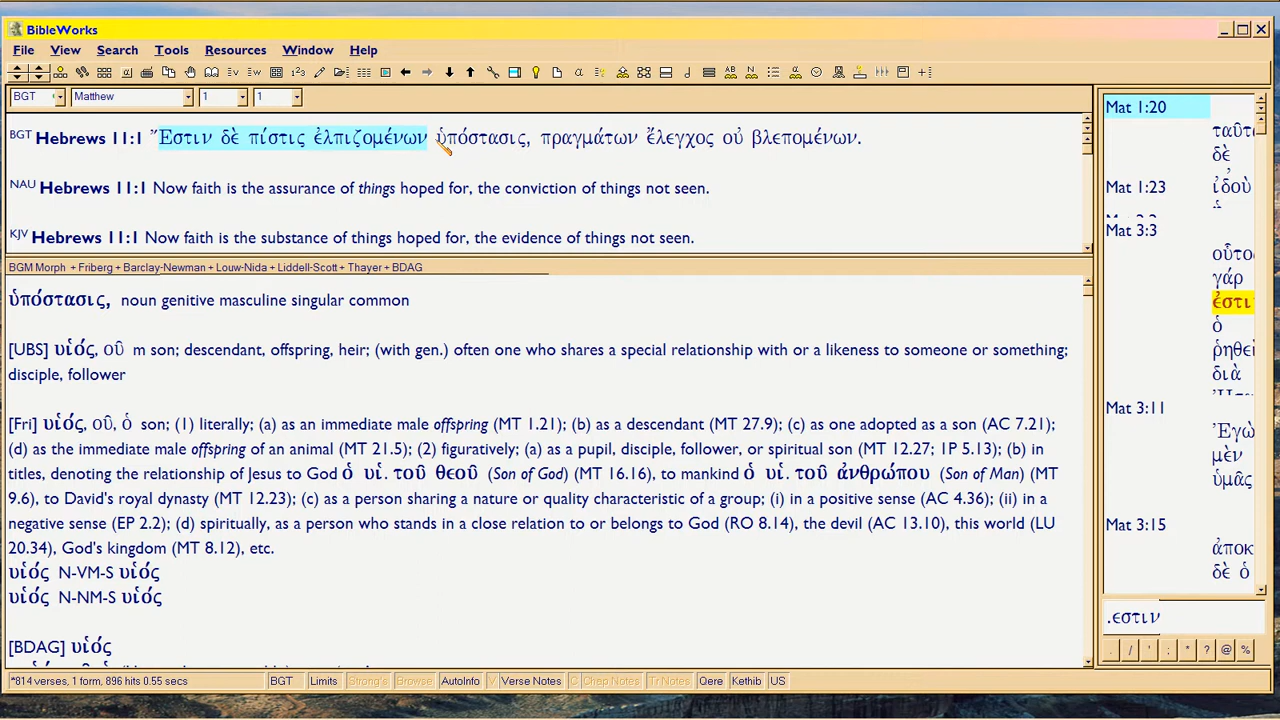 BibleWorks
File View Search Tools Resources Window Help
BGT Matthew 1 1
BGT Hebrews 11:1 Ἔστιν δὲ πίστις ἐλπιζομένων ὑπόστασις, πραγμάτων ἔλεγχος οὐ βλεπομένων.
NAU Hebrews 11:1 Now faith is the assurance of things hoped for, the conviction of things not seen.
KJV Hebrews 11:1 Now faith is the substance of things hoped for, the evidence of things not seen.
BGM Morph + Friberg + Barclay-Newman + Louw-Nida + Liddell-Scott + Thayer + BDAG
ὑπόστασις, noun genitive masculine singular common
[UBS] υἱός, οῦ m son; descendant, offspring, heir; (with gen.) often one who shares a special relationship with or a likeness to someone or something;
disciple, follower
[Fri] υἱός, οῦ, ὁ son; (1) literally; (a) as an immediate male offspring (MT 1.21); (b) as a descendant (MT 27.9); (c) as one adopted as a son (AC 7.21);
(d) as the immediate male offspring of an animal (MT 21.5); (2) figuratively; (a) as a pupil, disciple, follower, or spiritual son (MT 12.27; 1P 5.13); (b) in
titles, denoting the relationship of Jesus to God ὁ υἱ. τοῦ θεοῦ (Son of God) (MT 16.16), to mankind ὁ υἱ. τοῦ ἀνθρώπου (Son of Man) (MT
9.6), to David's royal dynasty (MT 12.23); (c) as a person sharing a nature or quality characteristic of a group; (i) in a positive sense (AC 4.36); (ii) in a
negative sense (EP 2.2); (d) spiritually, as a person who stands in a close relation to or belongs to God (RO 8.14), the devil (AC 13.10), this world (LU
20.34), God's kingdom (MT 8.12), etc.
υἱός N-VM-S υἱός
υἱός N-NM-S υἱός
[BDAG] υἱός
Mat 1:20
ταῦτα
δὲ
Mat 1:23 ἰδοὺ
Mat 3:3
οὗτο
γάρ
ἐστι
ὁ
ῥηθεὶ
διὰ
Mat 3:11
Ἐγὼ
μὲν
ὑμᾶς
Mat 3:15
ἀποκ
δὲ ὁ
.εστιν
. / ' ; * ? @ %
*814 verses, 1 form, 896 hits 0.55 secs BGT Limits Strong's Browse AutoInfo V Verse Notes C Chap Notes Tr Notes Qere Kethib US